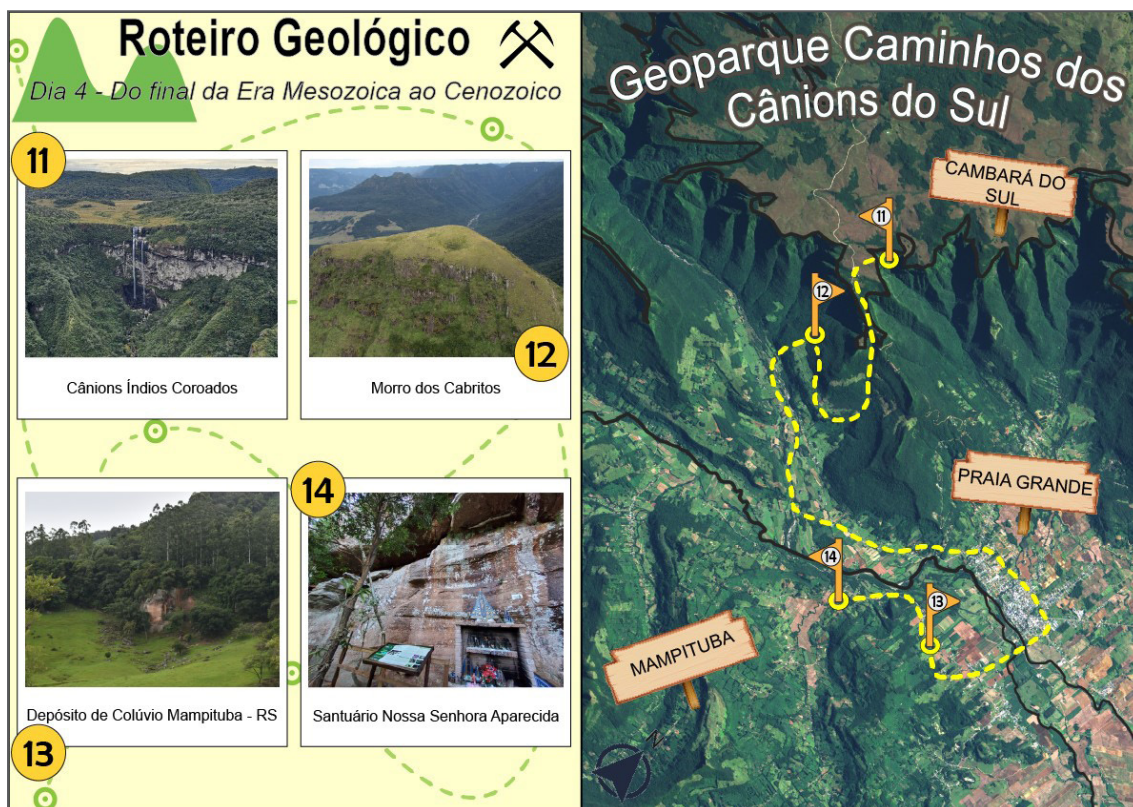 Roteiro Geológico
Dia 4 - Do final da Era Mesozoica ao Cenozoico
11
Cânions Índios Coroados
12
Morro dos Cabritos
13
Depósito de Colúvio Mampituba - RS
14
Santuário Nossa Senhora Aparecida
Geoparque Caminhos dos
Cânions do Sul
CAMBARÁ DO
SUL
11
12
PRAIA GRANDE
14
13
MAMPITUBA
N